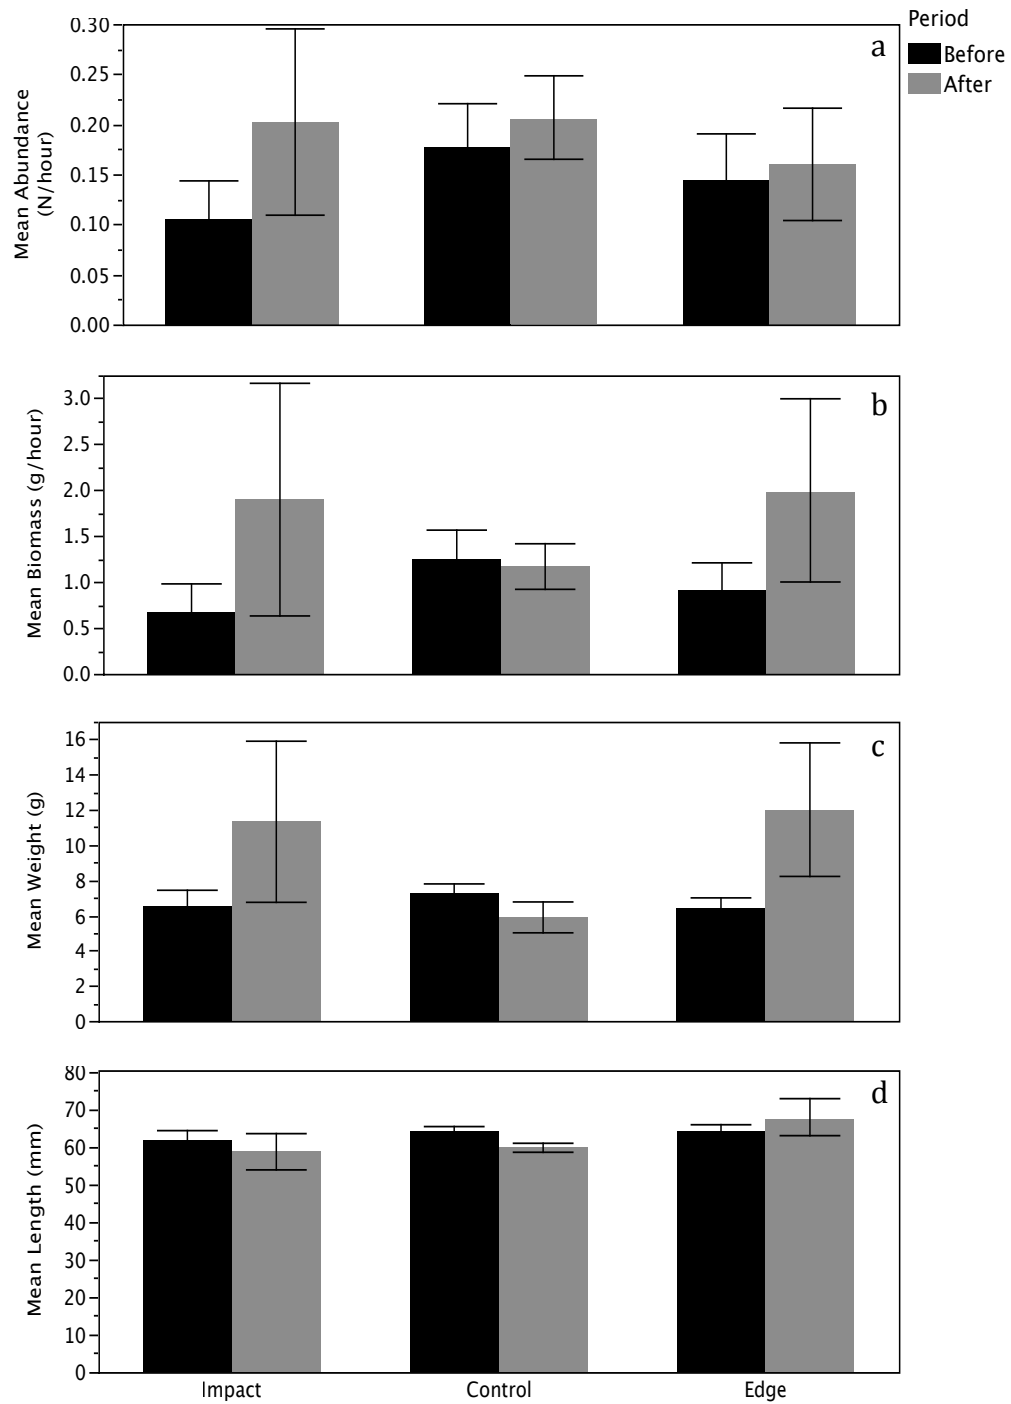 Period
Before
After
a
Mean Abundance
(N/hour)
0.30
0.25
0.20
0.15
0.10
0.05
0.00
b
Mean Biomass (g/hour)
3.0
2.5
2.0
1.5
1.0
0.5
0.0
c
Mean Weight (g)
16
14
12
10
8
6
4
2
0
d
Mean Length (mm)
80
70
60
50
40
30
20
10
0
Impact Control Edge